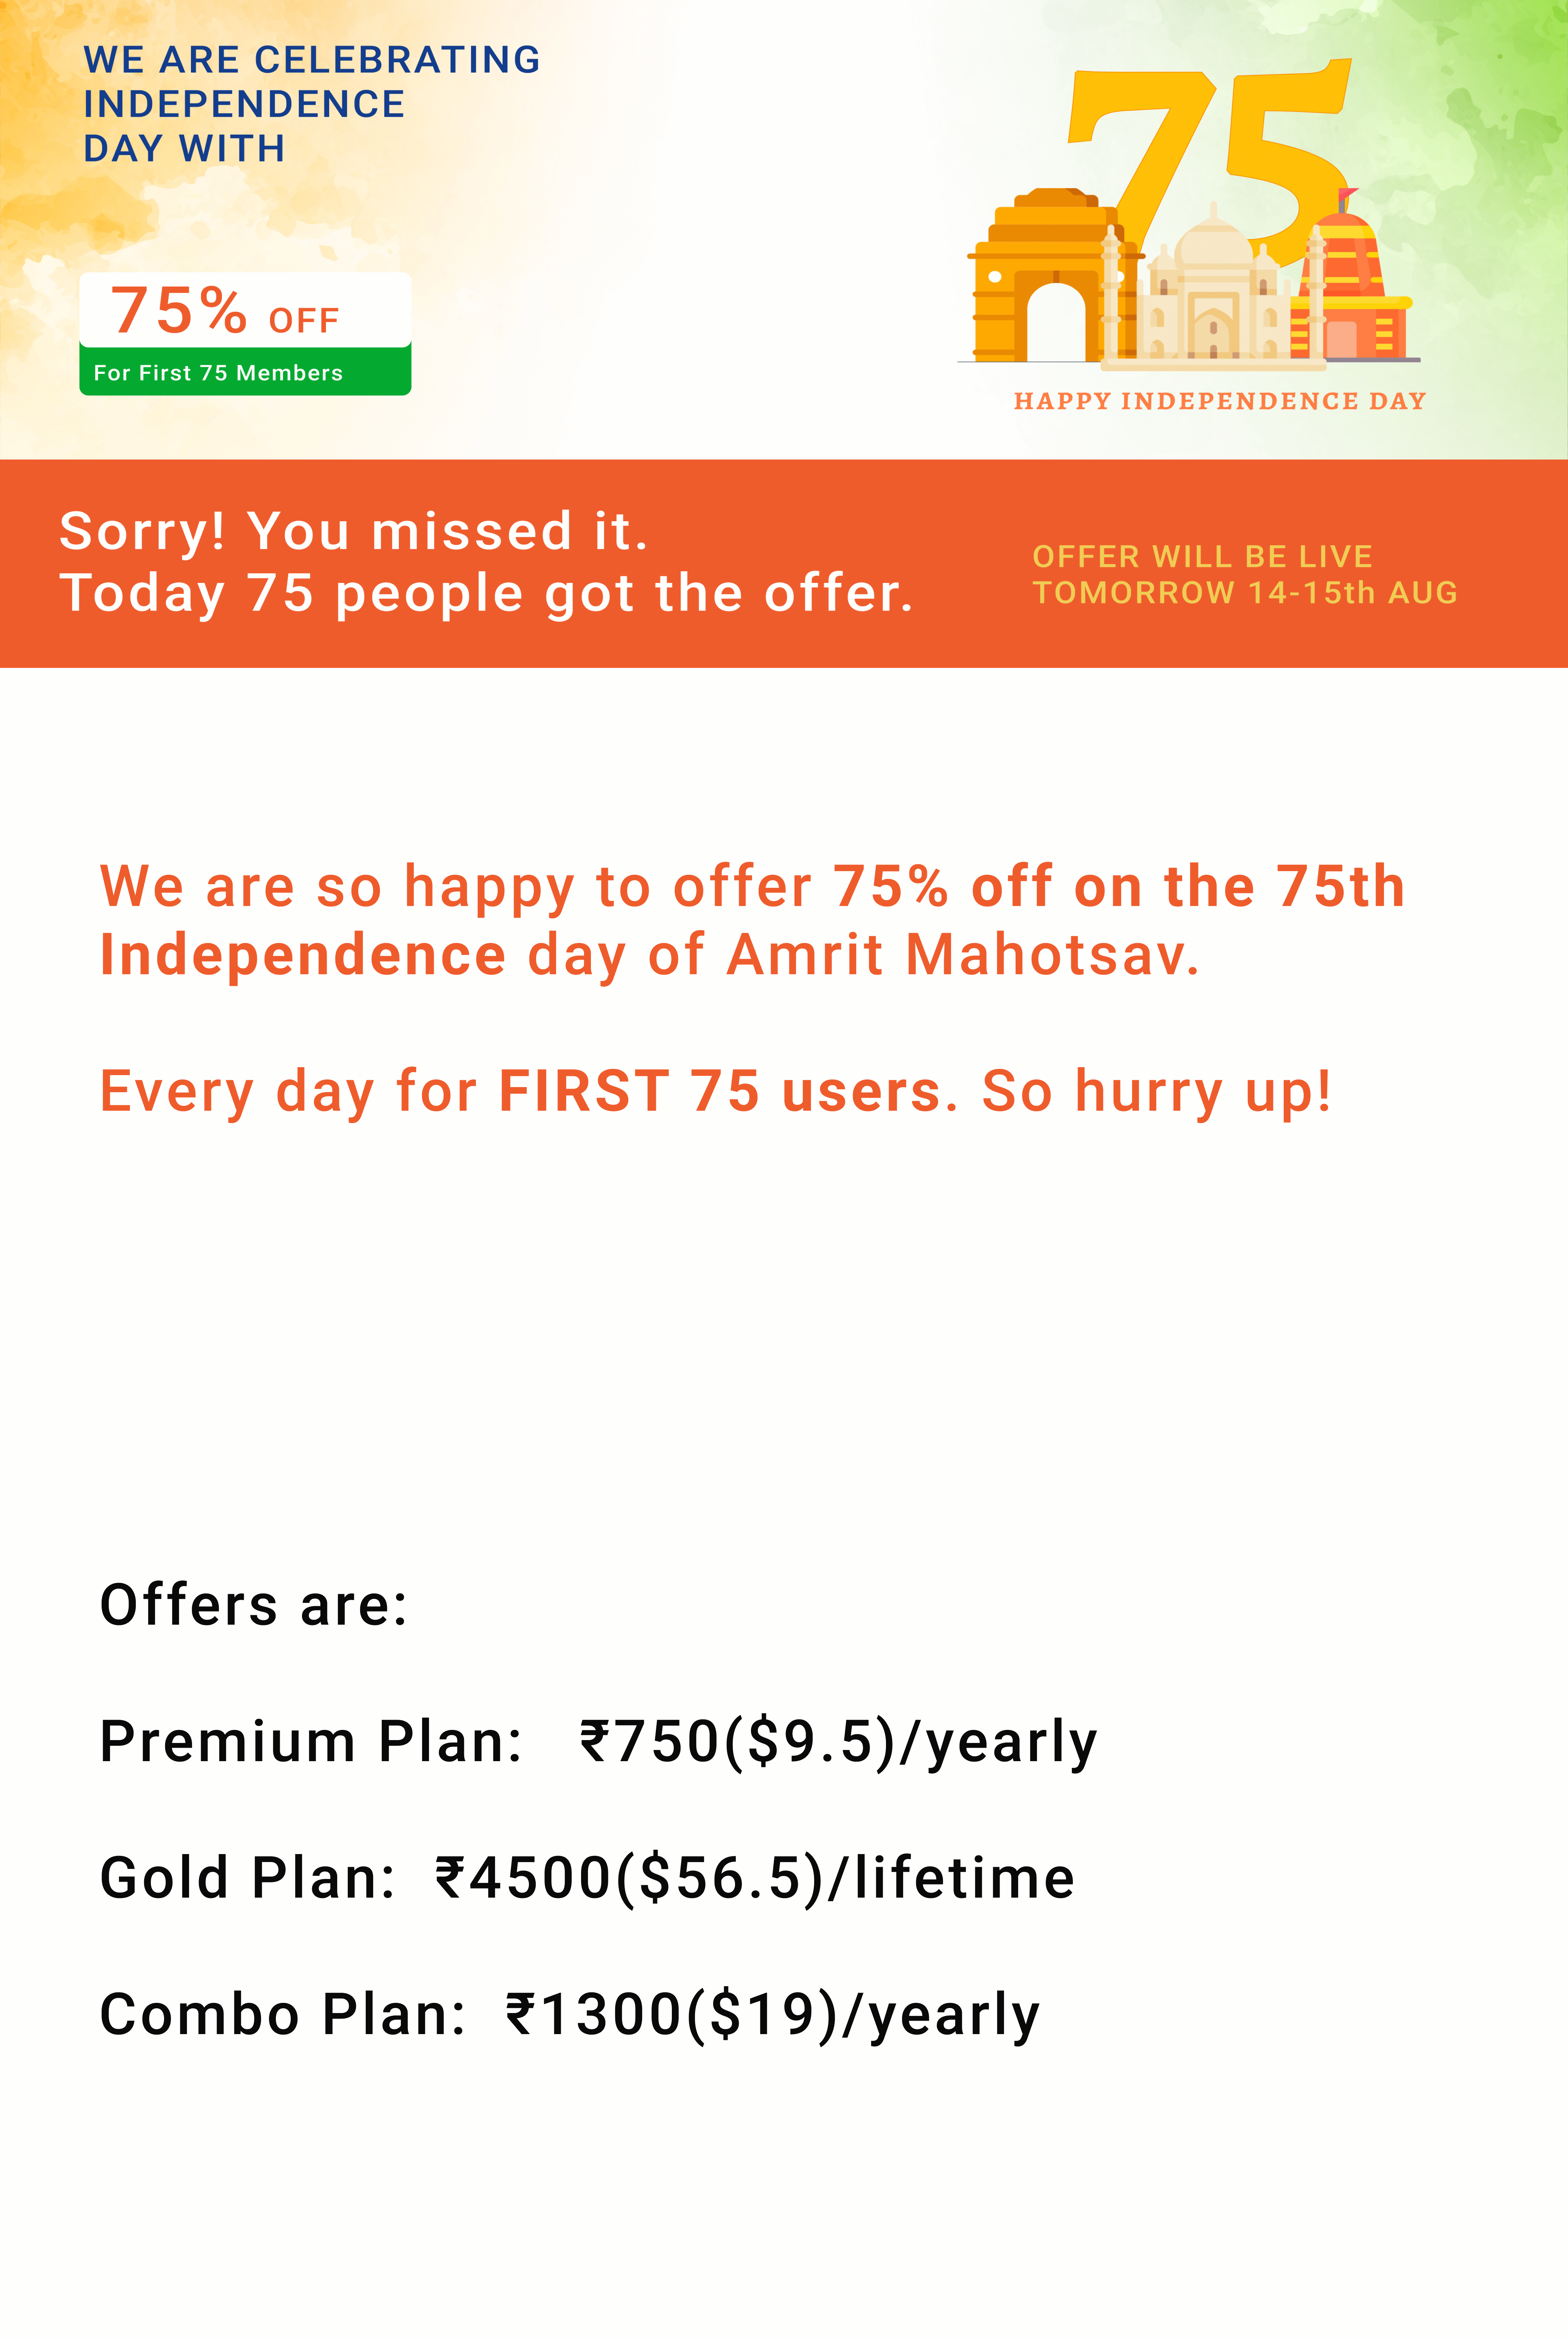 WE ARE CELEBRATING
INDEPENDENCE
DAY WITH
75% OFF
For First 75 Members
75
HAPPY INDEPENDENCE DAY
Sorry! You missed it.
Today 75 people got the offer.
OFFER WILL BE LIVE
TOMORROW 14-15th AUG
We are so happy to offer 75% off on the 75th
Independence day of Amrit Mahotsav.
Every day for FIRST 75 users. So hurry up!
Offers are:
Premium Plan: ₹750($9.5)/yearly
Gold Plan: ₹4500($56.5)/lifetime
Combo Plan: ₹1300($19)/yearly